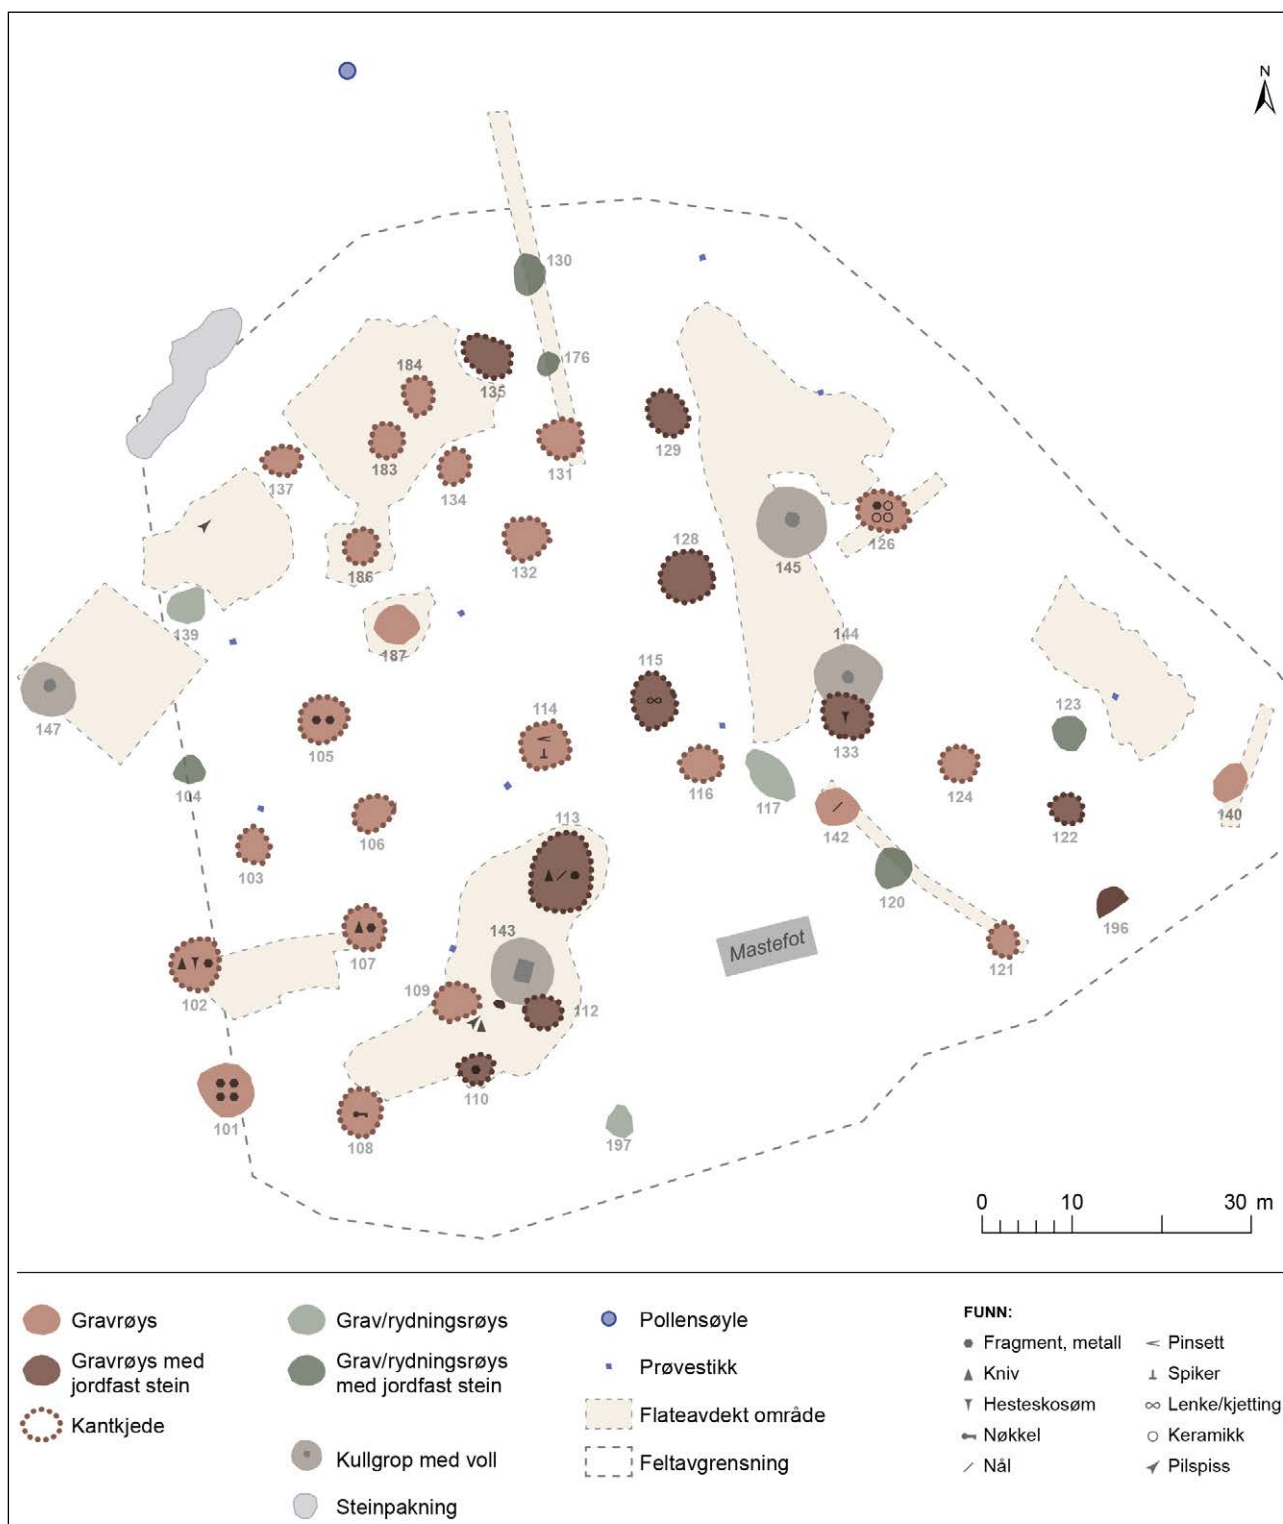 N
130
176
184
135
183
134
131
137
129
132
186
128
145
126
139
187
144
147
115
114
123
105
133
116
117
124
104
106
113
142
122
140
103
120
196
107
143
Mastefot
121
102
109
112
110
101
108
197
0 10 30 m
Gravrøys
Gravrøys med
jordfast stein
Kantkjede
Grav/rydningsrøys
Grav/rydningsrøys
med jordfast stein
Kullgrop med voll
Steinpakning
Pollensøyle
Prøvestikk
Flateavdekt område
Feltavgrensning
FUNN:
Fragment, metall
Kniv
Hesteskosøm
Nøkkel
Nål
Pinsett
Spiker
Lenke/kjetting
Keramikk
Pilspiss